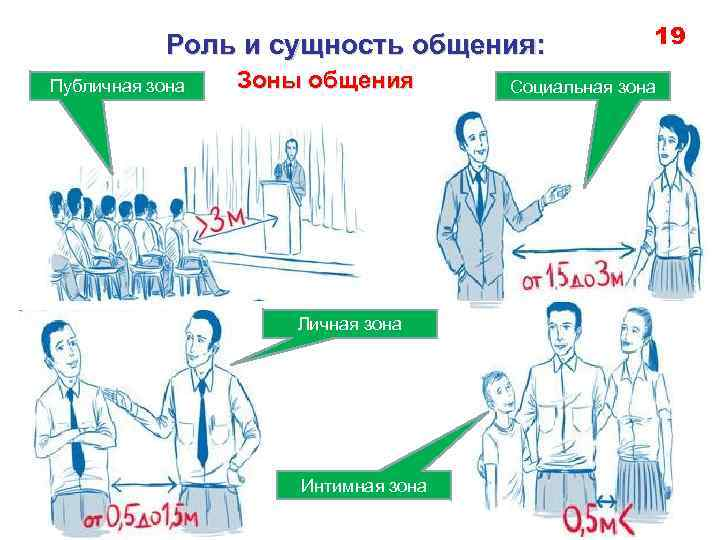 Роль и сущность общения:
19
Публичная зона
Зоны общения
Социальная зона
>3м
от 1,5 до 3м
Личная зона
Интимная зона
от 0,5 до 1,5м
0,5м<